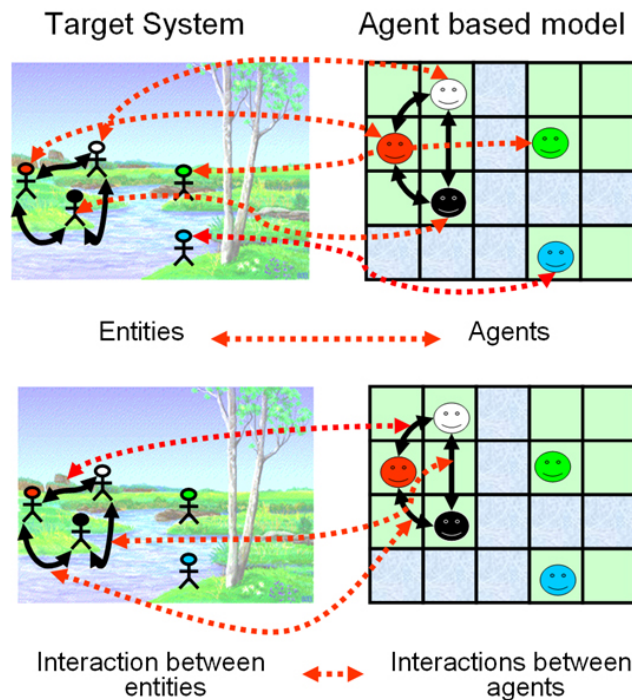 Target System
Agent based model
Entities
Agents
Interaction between
entities
Interactions between
agents